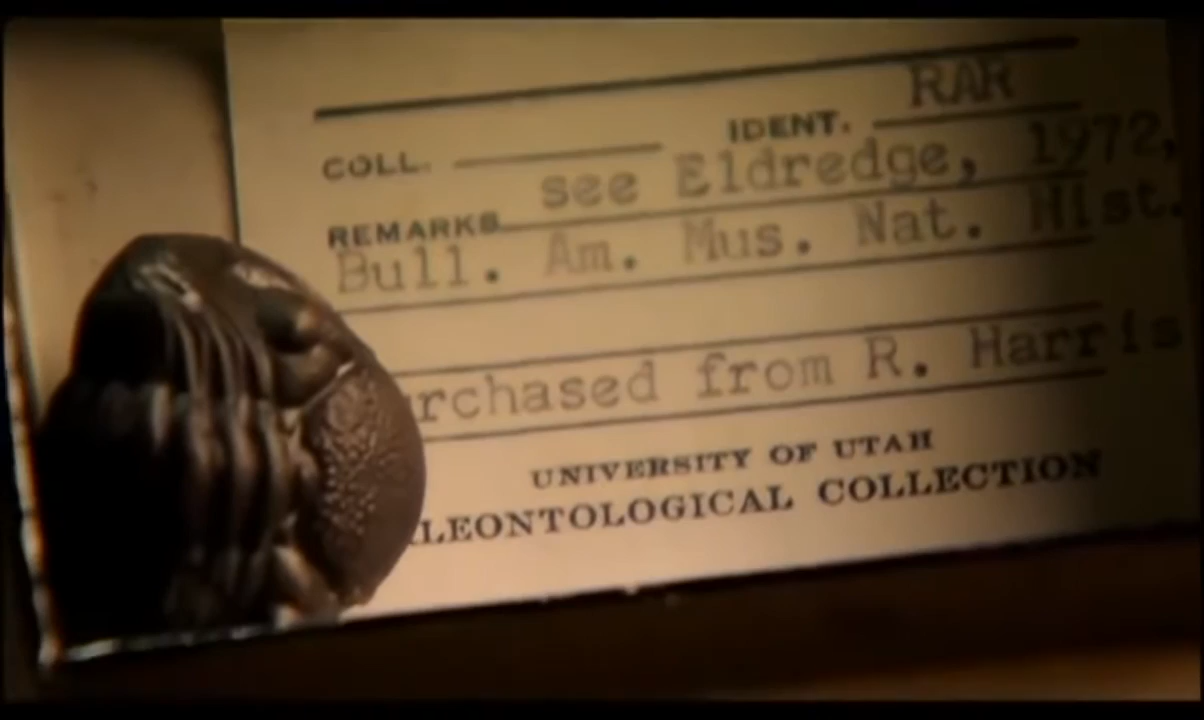 RAR
COLL. IDENT.
see Eldredge, 1972,
REMARKS
Bull. Am. Mus. Nat. Hist.
rchased from R. Harris
UNIVERSITY OF UTAH
LEONTOLOGICAL COLLECTION